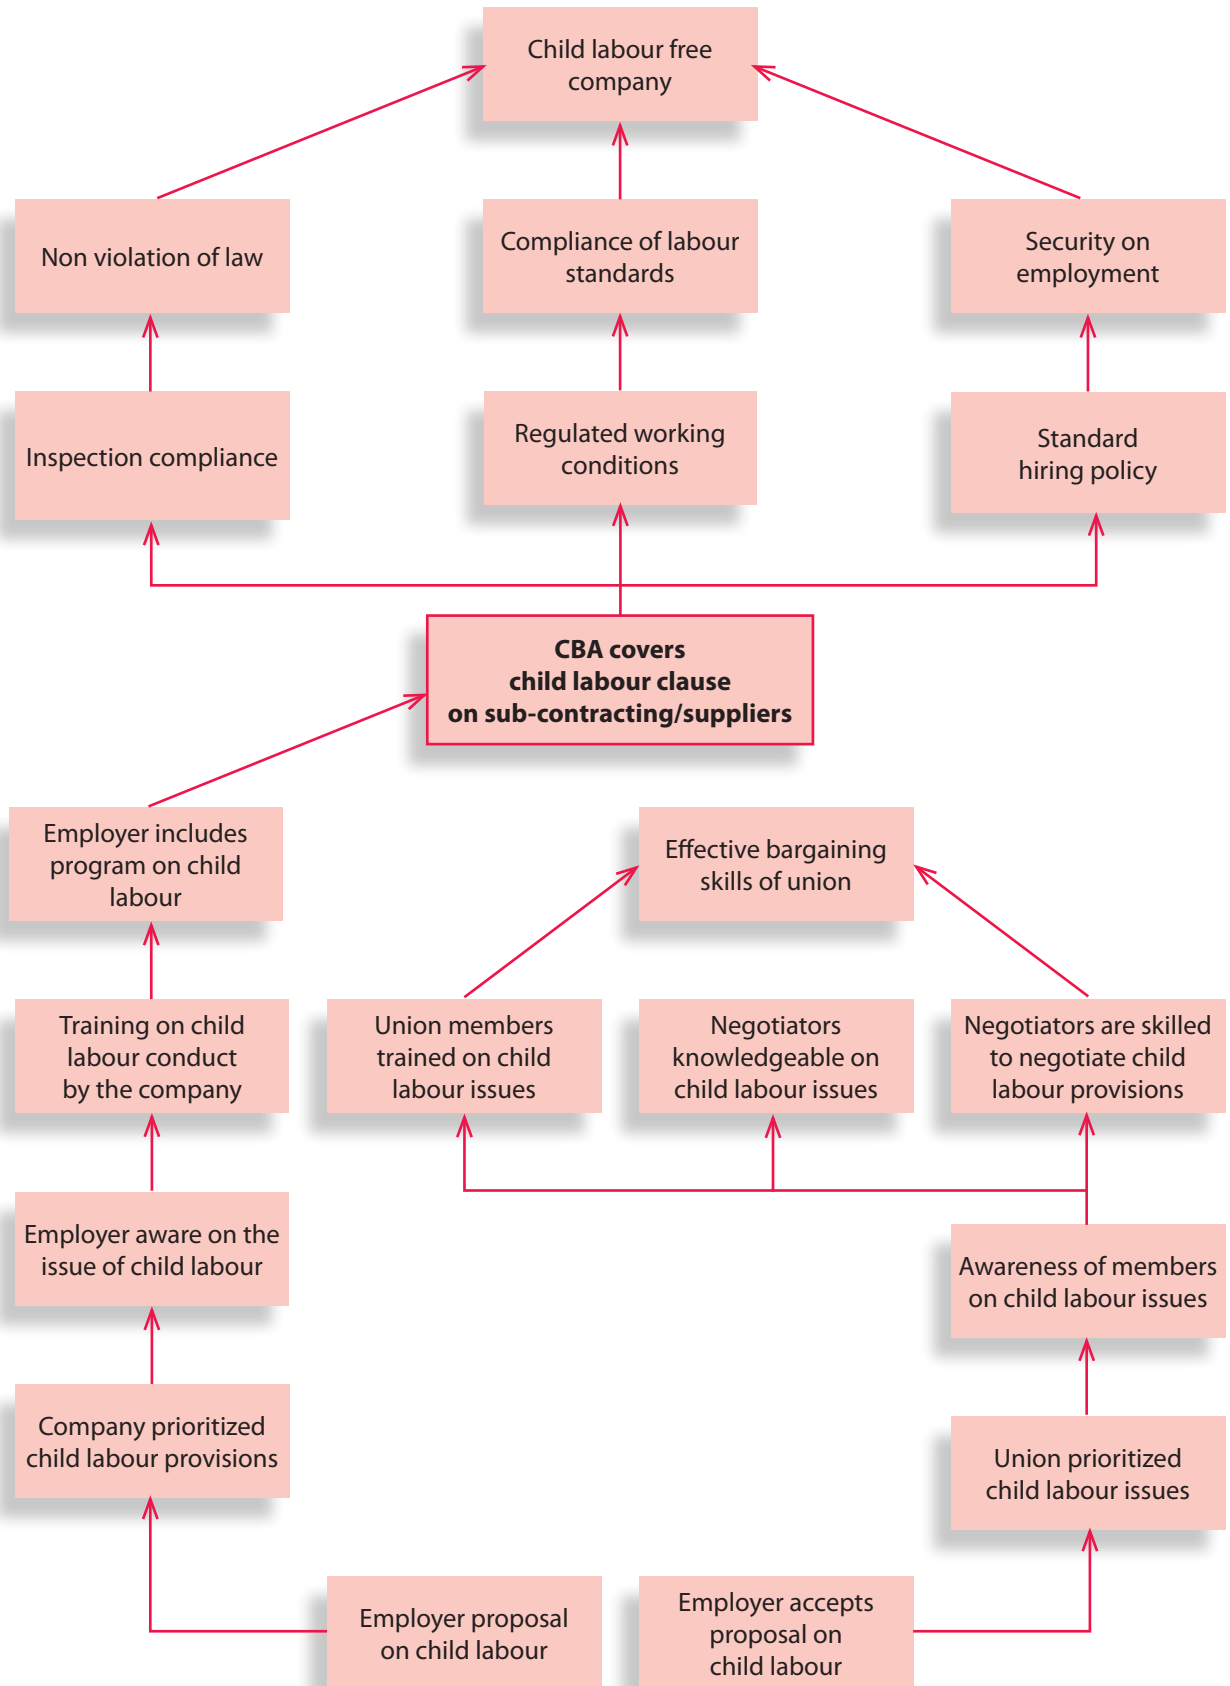 Child labour free
company
Non violation of law
Compliance of labour
standards
Security on
employment
Inspection compliance
Regulated working
conditions
Standard
hiring policy
CBA covers
child labour clause
on sub-contracting/suppliers
Employer includes
program on child
labour
Effective bargaining
skills of union
Training on child
labour conduct
by the company
Union members
trained on child
labour issues
Negotiators
knowledgeable on
child labour issues
Negotiators are skilled
to negotiate child
labour provisions
Employer aware on the
issue of child labour
Awareness of members
on child labour issues
Company prioritized
child labour provisions
Union prioritized
child labour issues
Employer proposal
on child labour
Employer accepts
proposal on
child labour